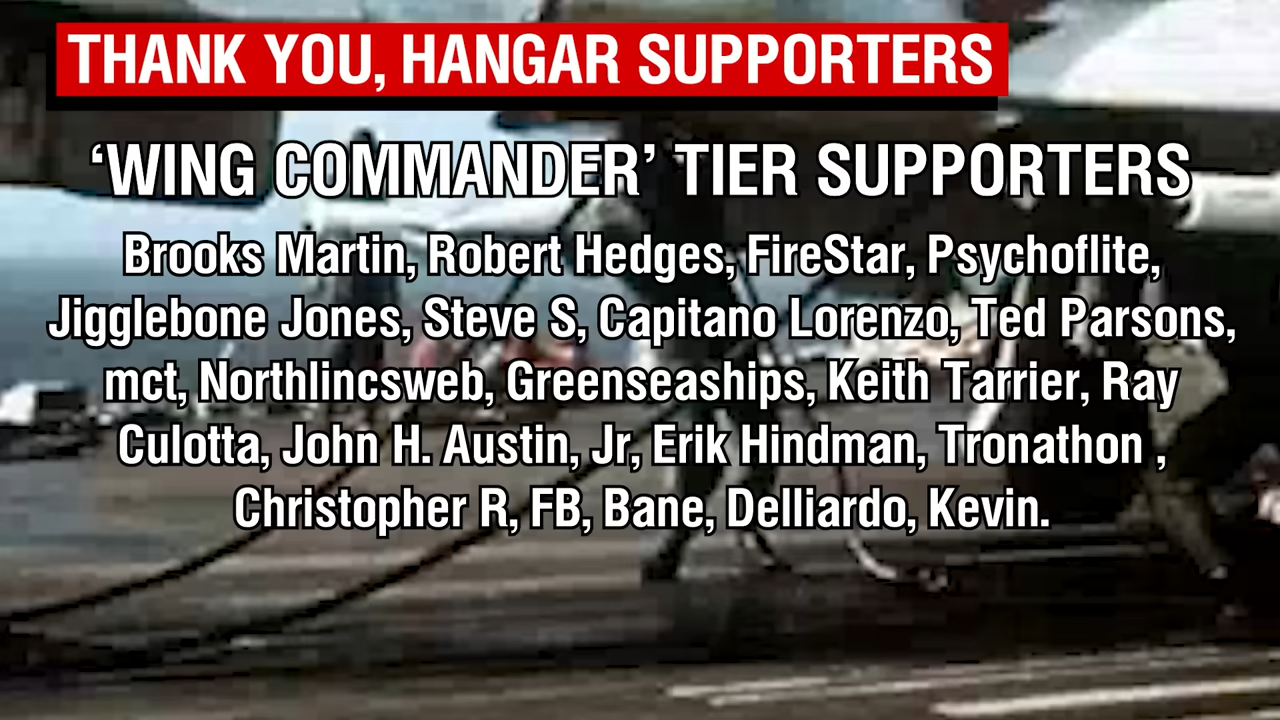 THANK YOU, HANGAR SUPPORTERS
‘WING COMMANDER’ TIER SUPPORTERS
Brooks Martin, Robert Hedges, FireStar, Psychoflite,
Jigglebone Jones, Steve S, Capitano Lorenzo, Ted Parsons,
mct, Northlincsweb, Greenseaships, Keith Tarrier, Ray
Culotta, John H. Austin, Jr, Erik Hindman, Tronathon ,
Christopher R, FB, Bane, Delliardo, Kevin.